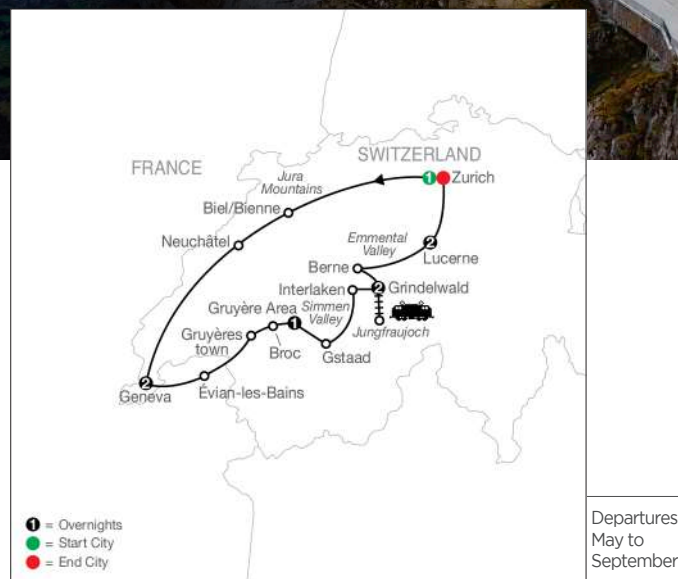 FRANCE
SWITZERLAND
Jura
Mountains
1
Zurich
Biel/Bienne
Neuchâtel
Emmental
Valley
2
Lucerne
Berne
Interlaken
2
Grindelwald
Gruyère Area
1
Simmen
Valley
Jungfraujoch
Gruyères
town
Broc
Gstaad
2
Geneva
Évian-les-Bains
1 = Overnights
= Start City
= End City
Departures
May to
September